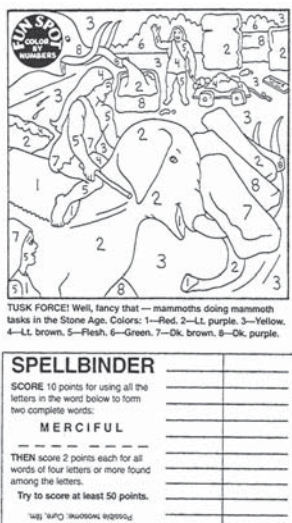 FUN SPOT
COLOR
BY
NUMBERS
TUSK FORCE! Well, fancy that — mammoths doing mammoth
tasks in the Stone Age. Colors: 1—Red. 2—Lt. purple. 3—Yellow.
4—Lt. brown. 5—Flesh. 6—Green. 7—Dk. brown. 8—Dk. purple.
SPELLBINDER
SCORE 10 points for using all the
letters in the word below to form
two complete words:
MERCIFUL
THEN score 2 points each for all
words of four letters or more found
among the letters.
Try to score at least 50 points.
Possible twosome: Cure, film.